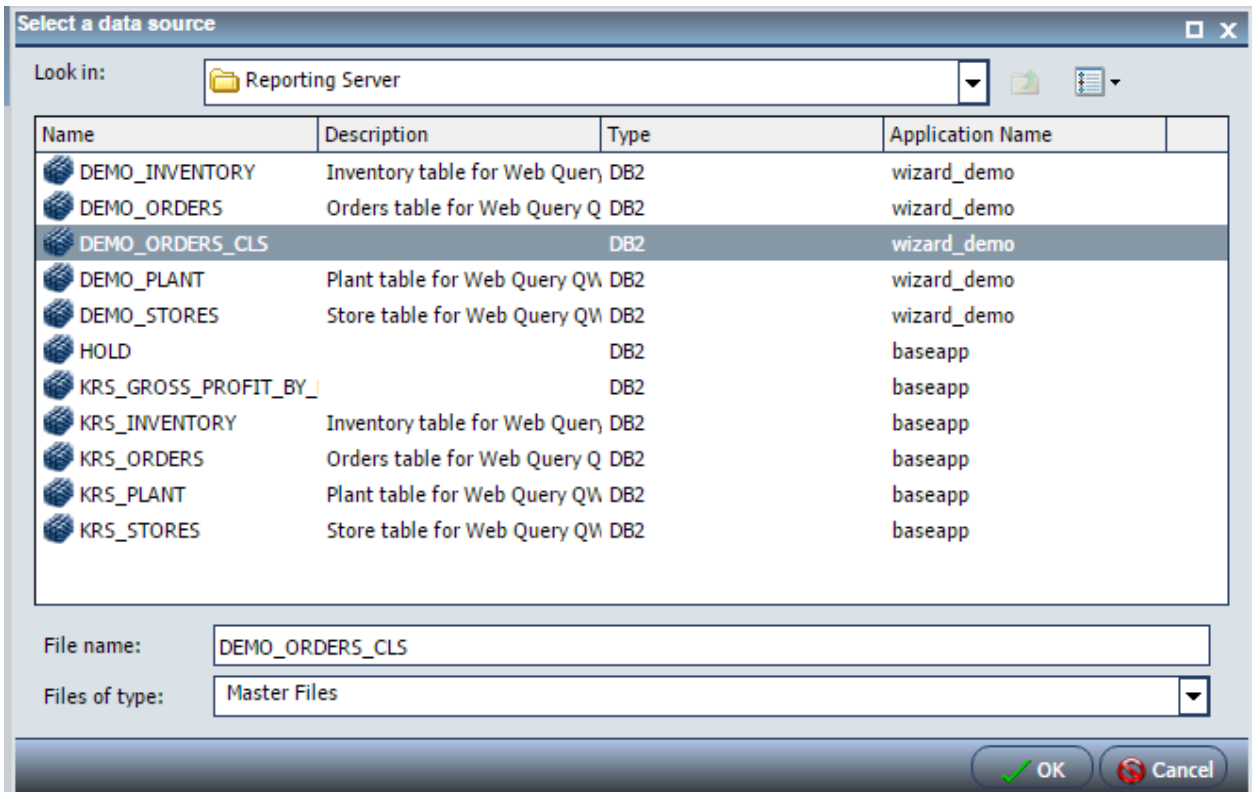 Select a data source
Look in: Reporting Server
Name Description Type Application Name
DEMO_INVENTORY Inventory table for Web Query DB2 wizard_demo
DEMO_ORDERS Orders table for Web Query Q DB2 wizard_demo
DEMO_ORDERS_CLS DB2 wizard_demo
DEMO_PLANT Plant table for Web Query QW DB2 wizard_demo
DEMO_STORES Store table for Web Query QW DB2 wizard_demo
HOLD DB2 baseapp
KRS_GROSS_PROFIT_BY_ DB2 baseapp
KRS_INVENTORY Inventory table for Web Query DB2 baseapp
KRS_ORDERS Orders table for Web Query Q DB2 baseapp
KRS_PLANT Plant table for Web Query QW DB2 baseapp
KRS_STORES Store table for Web Query QW DB2 baseapp
File name: DEMO_ORDERS_CLS
Files of type: Master Files
OK Cancel